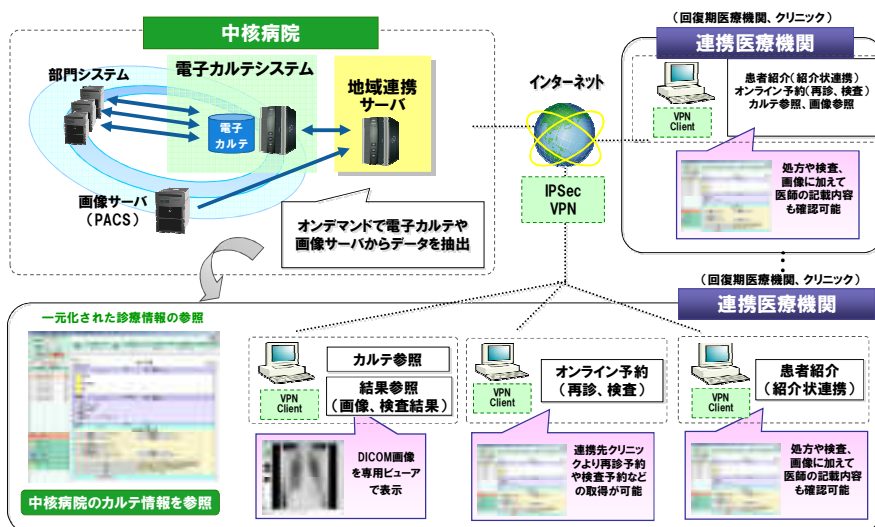 中核病院
部門システム
電子カルテシステム
地域連携
サーバ
電子
カルテ
画像サーバ
(PACS)
オンデマンドで電子カルテや
画像サーバからデータを抽出
インターネット
IPSec
VPN
(回復期医療機関、クリニック)
連携医療機関
VPN
Client
患者紹介(紹介状連携)
オンライン予約(再診、検査)
カルテ参照、画像参照
処方や検査、
画像に加えて
医師の記載内容
も確認可能
(回復期医療機関、クリニック)
連携医療機関
一元化された診療情報の参照
中核病院のカルテ情報を参照
VPN
Client
カルテ参照
結果参照
(画像、検査結果)
DICOM画像
を専用ビューア
で表示
VPN
Client
オンライン予約
(再診、検査)
連携先クリニ
ックより再診予約
や検査予約など
の取得が可能
VPN
Client
患者紹介
(紹介状連携)
処方や検査、
画像に加えて
医師の記載内容
も確認可能